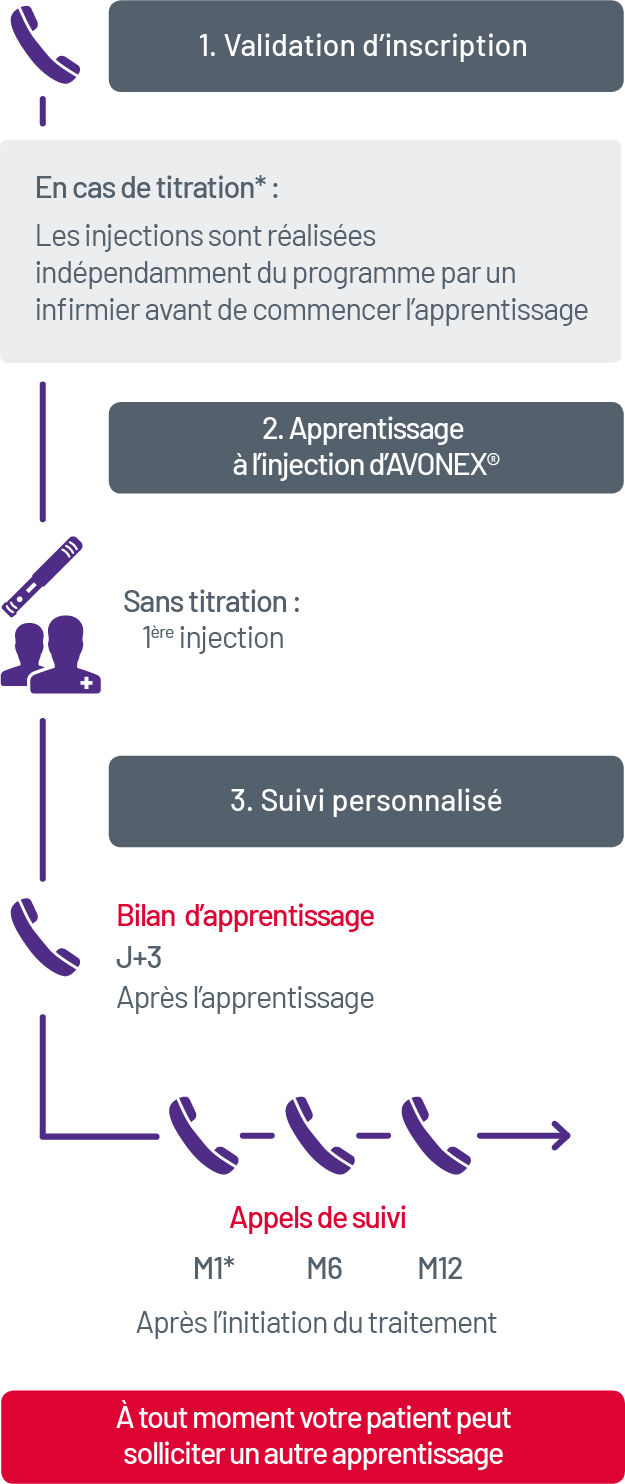 1. Validation d’inscription
En cas de titration* :
Les injections sont réalisées
indépendamment du programme par un
infirmier avant de commencer l’apprentissage
2. Apprentissage
à l’injection d’AVONEX®
Sans titration :
1ère injection
3. Suivi personnalisé
Bilan d’apprentissage
J+3
Après l’apprentissage
Appels de suivi
M1* M6 M12
Après l’initiation du traitement
À tout moment votre patient peut
solliciter un autre apprentissage